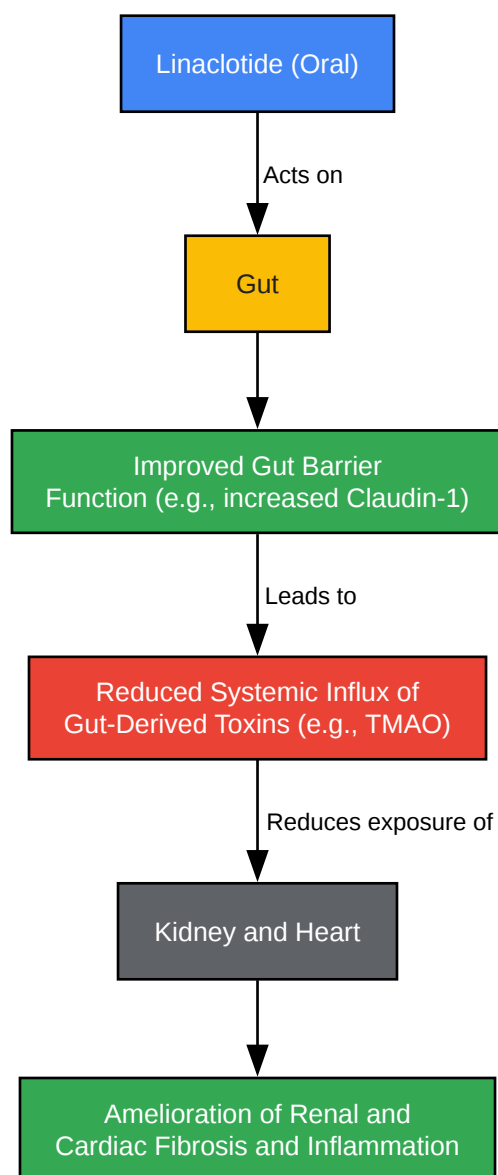 Linaclotide (Oral)
Acts on
Gut
Improved Gut Barrier
Function (e.g., increased Claudin-1)
Leads to
Reduced Systemic Influx of
Gut-Derived Toxins (e.g., TMAO)
Reduces exposure of
Kidney and Heart
Amelioration of Renal and
Cardiac Fibrosis and Inflammation